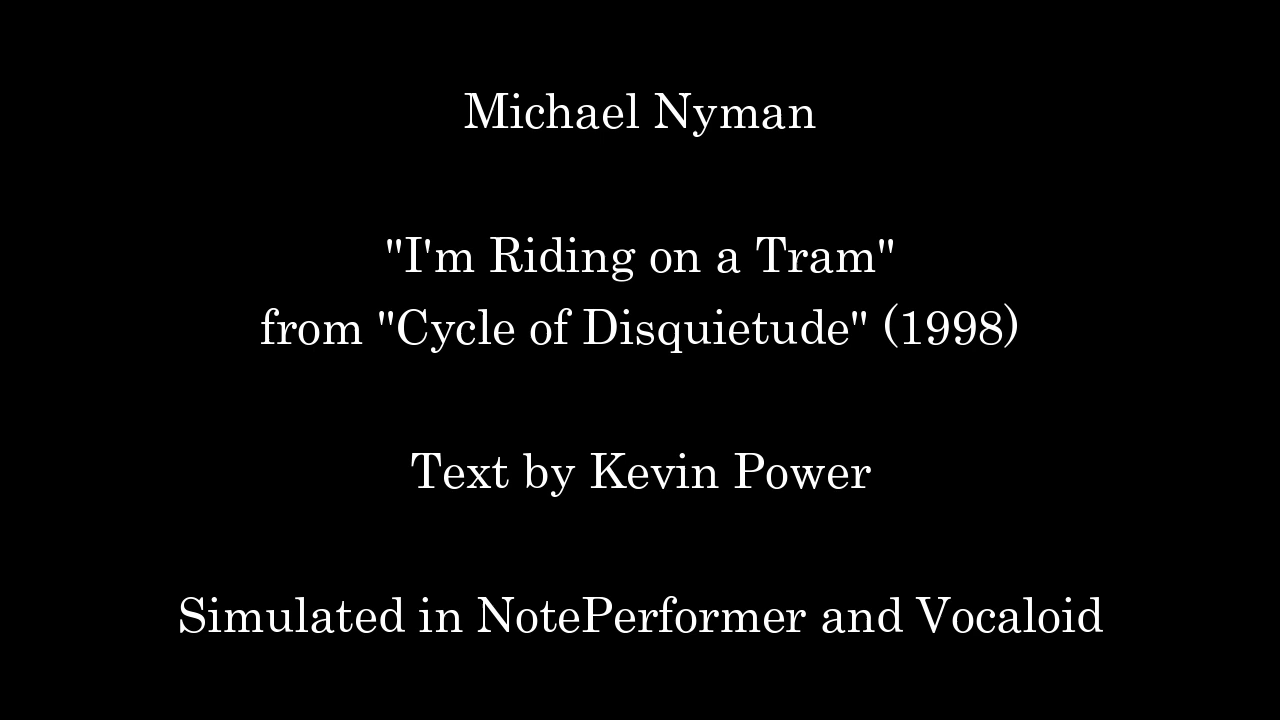 Michael Nyman
"I'm Riding on a Tram"
from "Cycle of Disquietude" (1998)
Text by Kevin Power
Simulated in NotePerformer and Vocaloid